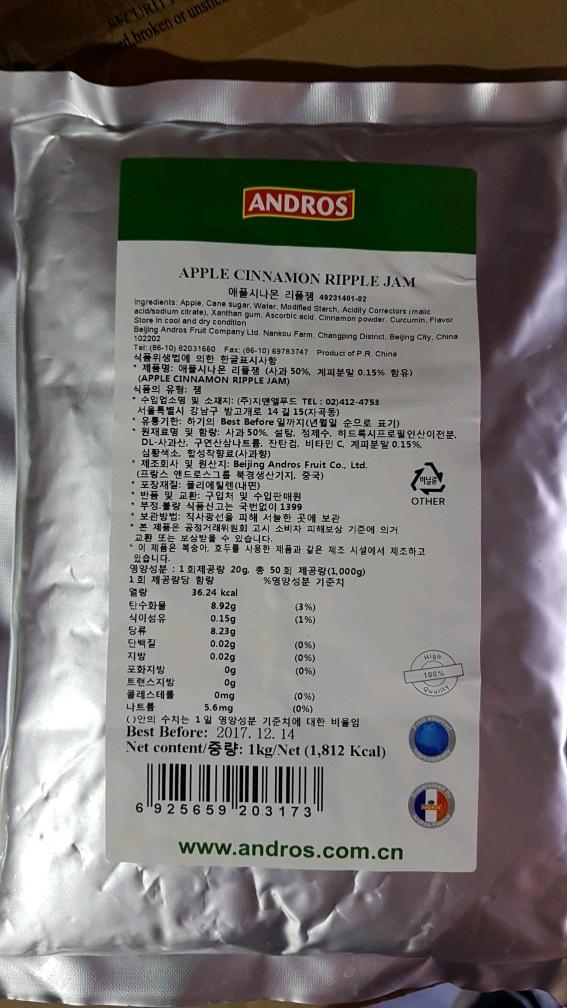 SECURITY
broken or
ANDROS
APPLE CINNAMON RIPPLE JAM
애플시나몬 리플잼 49231401-02
Ingredients: Apple, Cane sugar, Water, Modified Starch, Acidity Correctors (malic
acid/sodium citrate), Xanthan gum, Ascorbic acid, Cinnamon powder, Curcumin, Flavor
Store in cool and dry condition
Beijing Andros Fruit Company Ltd. Nankou Farm, Changping District, Beijing City, China
102202
Tel: (86-10) 82031660 Fax: (86-10) 69783747 Product of P.R. China
식품위생법에 의한 한글표시사항
* 제품명: 애플시나몬 리플잼 (사과 50%, 계피분말 0.15% 함유)
(APPLE CINNAMON RIPPLE JAM)
식품의 유형: 잼
* 수입업소명 및 소재지: (주)지앤엘푸드 TEL : 02)412-4753
서울특별시 강남구 밤고개로 14 길 15(자곡동)
* 유통기한: 하기의 Best Before 일까지(년월일 순으로 표기)
* 원재료명 및 함량: 사과 50%, 설탕, 정제수, 히드록시프로필인산이전분,
DL-사과산, 구연산삼나트륨, 잔탄검, 비타민 C, 계피분말 0.15%,
심황색소, 합성착향료(사과향)
* 제조회사 및 원산지: Beijing Andros Fruit Co., Ltd.
(프랑스 앤드로스그룹 북경생산기지, 중국)
* 포장재질: 폴리에틸렌(내면)
* 반품 및 교환: 구입처 및 수입판매원
* 부정.불량 식품신고는 국번없이 1399
* 보관방법: 직사광선을 피해 서늘한 곳에 보관
* 본 제품은 공정거래위원회 고시 소비자 피해보상 기준에 의거
교환 또는 보상받을 수 있습니다.
* 이 제품은 복숭아, 호두를 사용한 제품과 같은 제조 시설에서 제조하고
있습니다.
비닐류
OTHER
영양성분 : 1회제공량 20g, 총 50 회 제공량(1,000g)
1회 제공량당 함량 %영양성분 기준치
열량 36.24 kcal
탄수화물 8.92g (3%)
식이섬유 0.15g (1%)
당류 8.23g
단백질 0.02g (0%)
지방 0.02g (0%)
포화지방 0g (0%)
트랜스지방 0g
콜레스테롤 0mg (0%)
나트륨 5.6mg (0%)
( )안의 수치는 1일 영양성분 기준치에 대한 비율임
High
100%
Quality
Best Before: 2017. 12. 14
Net content/중량: 1kg/Net (1,812 Kcal)
6 925659 203173
ANDROS
www.andros.com.cn